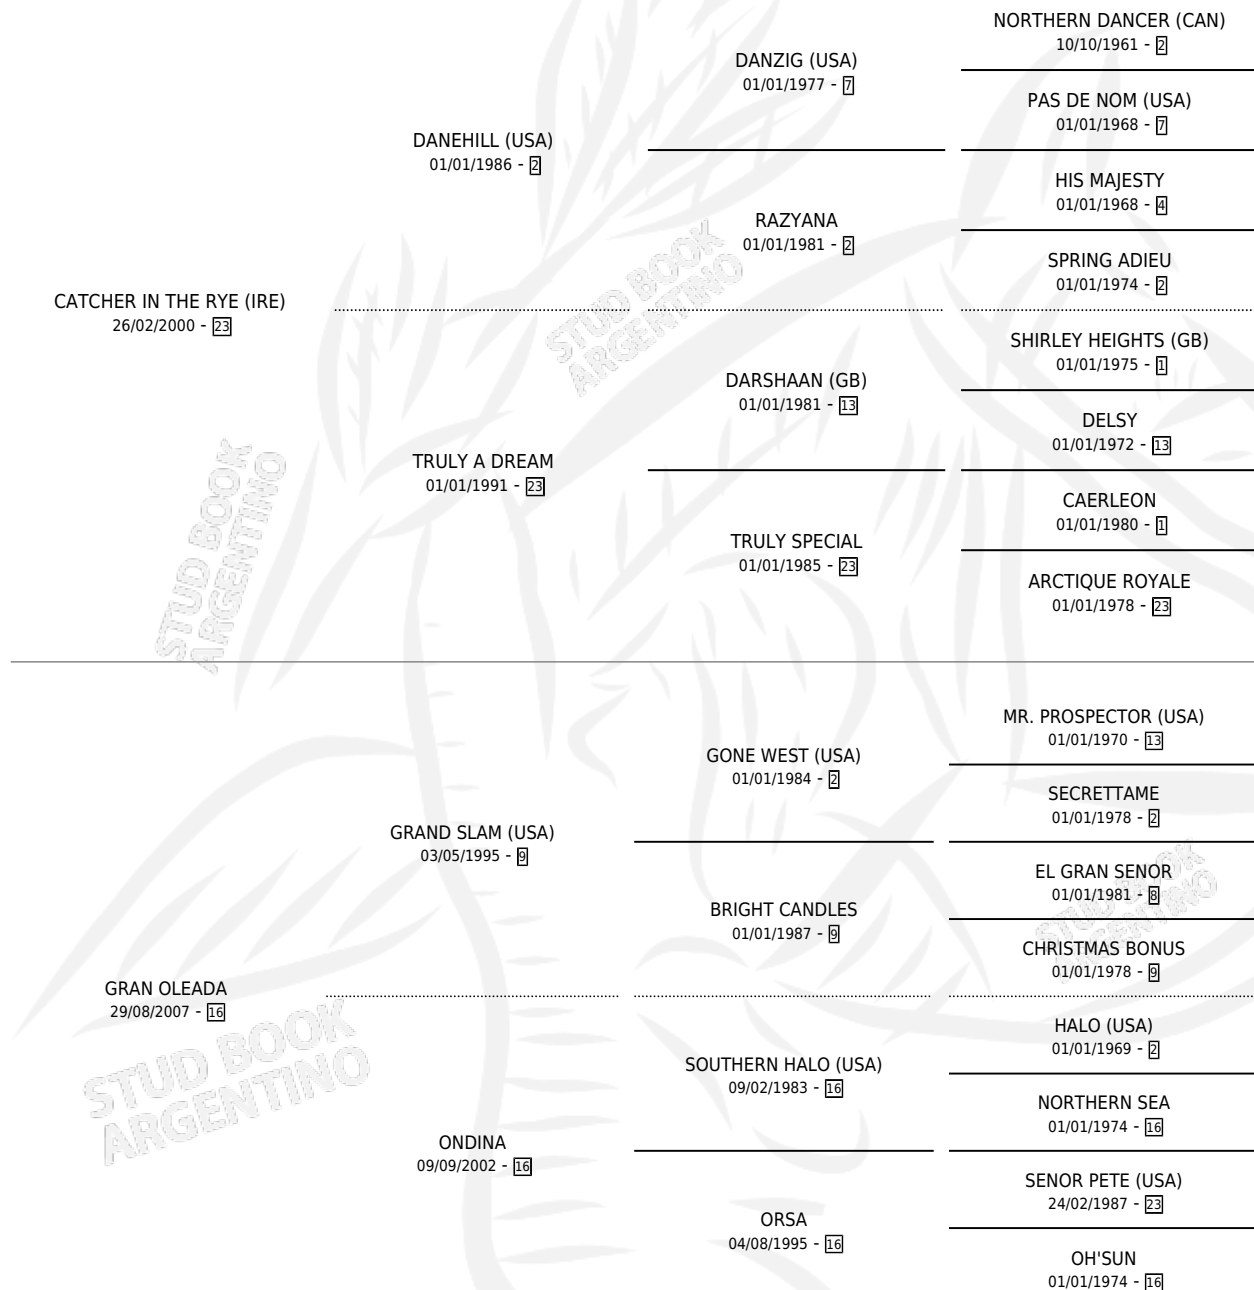 NORTHERN DANCER (CAN)
10/10/1961 - 2
DANZIG (USA)
01/01/1977 - 7
PAS DE NOM (USA)
01/01/1968 - 7
DANEHILL (USA)
01/01/1986 - 2
HIS MAJESTY
01/01/1968 - 4
RAZYANA
01/01/1981 - 2
SPRING ADIEU
01/01/1974 - 2
CATCHER IN THE RYE (IRE)
26/02/2000 - 23
STUD BOOK
ARGENTINO
SHIRLEY HEIGHTS (GB)
01/01/1975 - 1
DARSHAAN (GB)
01/01/1981 - 13
DELSY
01/01/1972 - 13
TRULY A DREAM
01/01/1991 - 23
CAERLEON
01/01/1980 - 1
TRULY SPECIAL
01/01/1985 - 23
ARCTIQUE ROYALE
01/01/1978 - 23
STUD BOOK
ARGENTINO
MR. PROSPECTOR (USA)
01/01/1970 - 13
GONE WEST (USA)
01/01/1984 - 2
SECRETTAME
01/01/1978 - 2
GRAND SLAM (USA)
03/05/1995 - 9
EL GRAN SENOR
01/01/1981 - 8
STUD BOOK
ARGENTINO
BRIGHT CANDLES
01/01/1987 - 9
CHRISTMAS BONUS
01/01/1978 - 9
GRAN OLEADA
29/08/2007 - 16
STUD BOOK
ARGENTINO
HALO (USA)
01/01/1969 - 2
SOUTHERN HALO (USA)
09/02/1983 - 16
NORTHERN SEA
01/01/1974 - 16
ONDINA
09/09/2002 - 16
SENOR PETE (USA)
24/02/1987 - 23
ORSA
04/08/1995 - 16
OH'SUN
01/01/1974 - 16